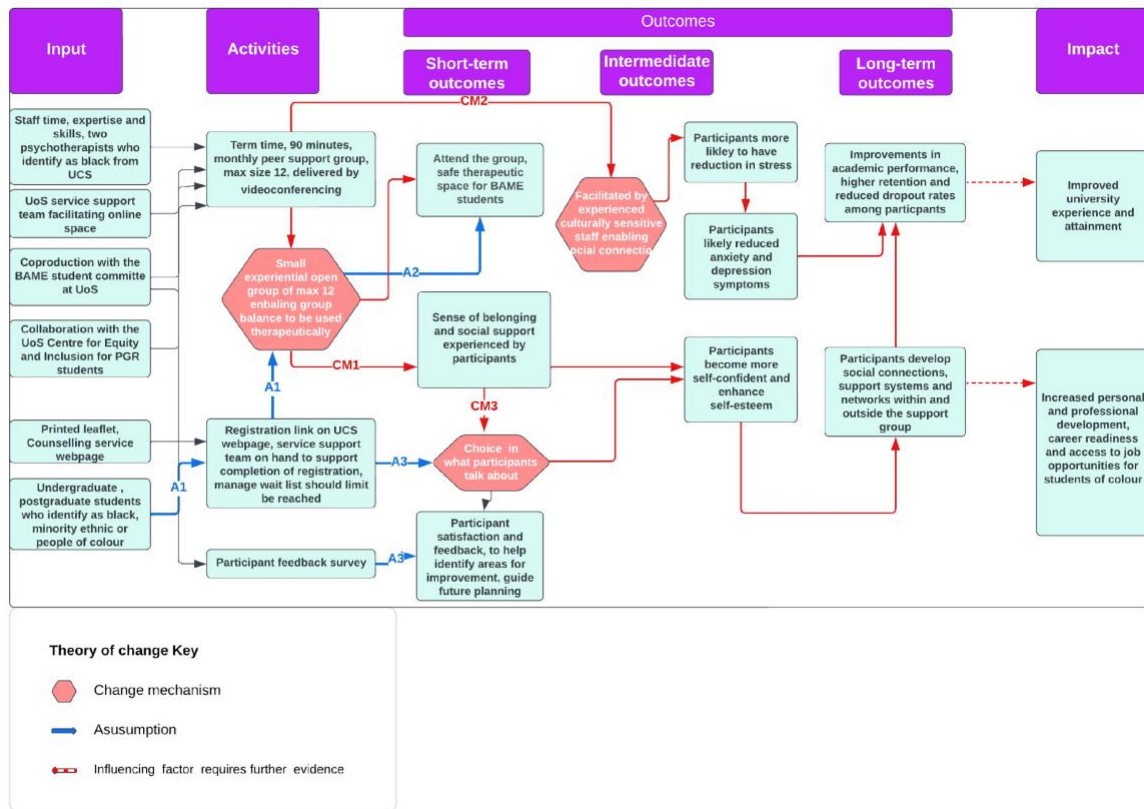 Input
Activities
Outcomes
Short-term
outcomes
Intermedidate
outcomes
Long-term
outcomes
Impact
Staff time, expertise and
skills, two
psychotherapists who
identify as black from
UCS
UoS service support
team facilitating online
space
Coproduction with the
BAME student committe
at UoS
Collaboration with the
UoS Centre for Equity
and Inclusion for PGR
students
Printed leaflet,
Counselling service
webpage
Undergraduate ,
postgraduate students
who identify as black,
minority ethnic or
people of colour
A1
Term time, 90 minutes,
monthly peer support group,
max size 12, delivered by
videoconferencing
Small
experiential open
group of max 12
enbaling group
balance to be used
therapeutically
A1
Registration link on UCS
webpage, service support
team on hand to support
completion of registration,
manage wait list should limit
be reached
Participant feedback survey
CM2
A2
CM1
A3
A3
Attend the group,
safe therapeutic
space for BAME
students
Sense of belonging
and social support
experienced by
participants
CM3
Choice in
what participants
talk about
Participant
satisfaction and
feedback, to help
identify areas for
improvement, guide
future planning
Facilitated by
experienced
culturally sensitive
staff enabling
ocial connectio
Participants more
likley to have
reduction in stress
Participants
likely reduced
anxiety and
depression
symptoms
Participants
become more
self-confident and
enhance
self-esteem
Improvements in
academic performance,
higher retention and
reduced dropout rates
among particpants
Participants develop
social connections,
support systems and
networks within and
outside the support
group
Improved
university
experience and
attainment
Increased personal
and professional
development,
career readiness
and access to job
opportunities for
students of colour
Theory of change Key
Change mechanism
Asusumption
Influencing factor requires further evidence